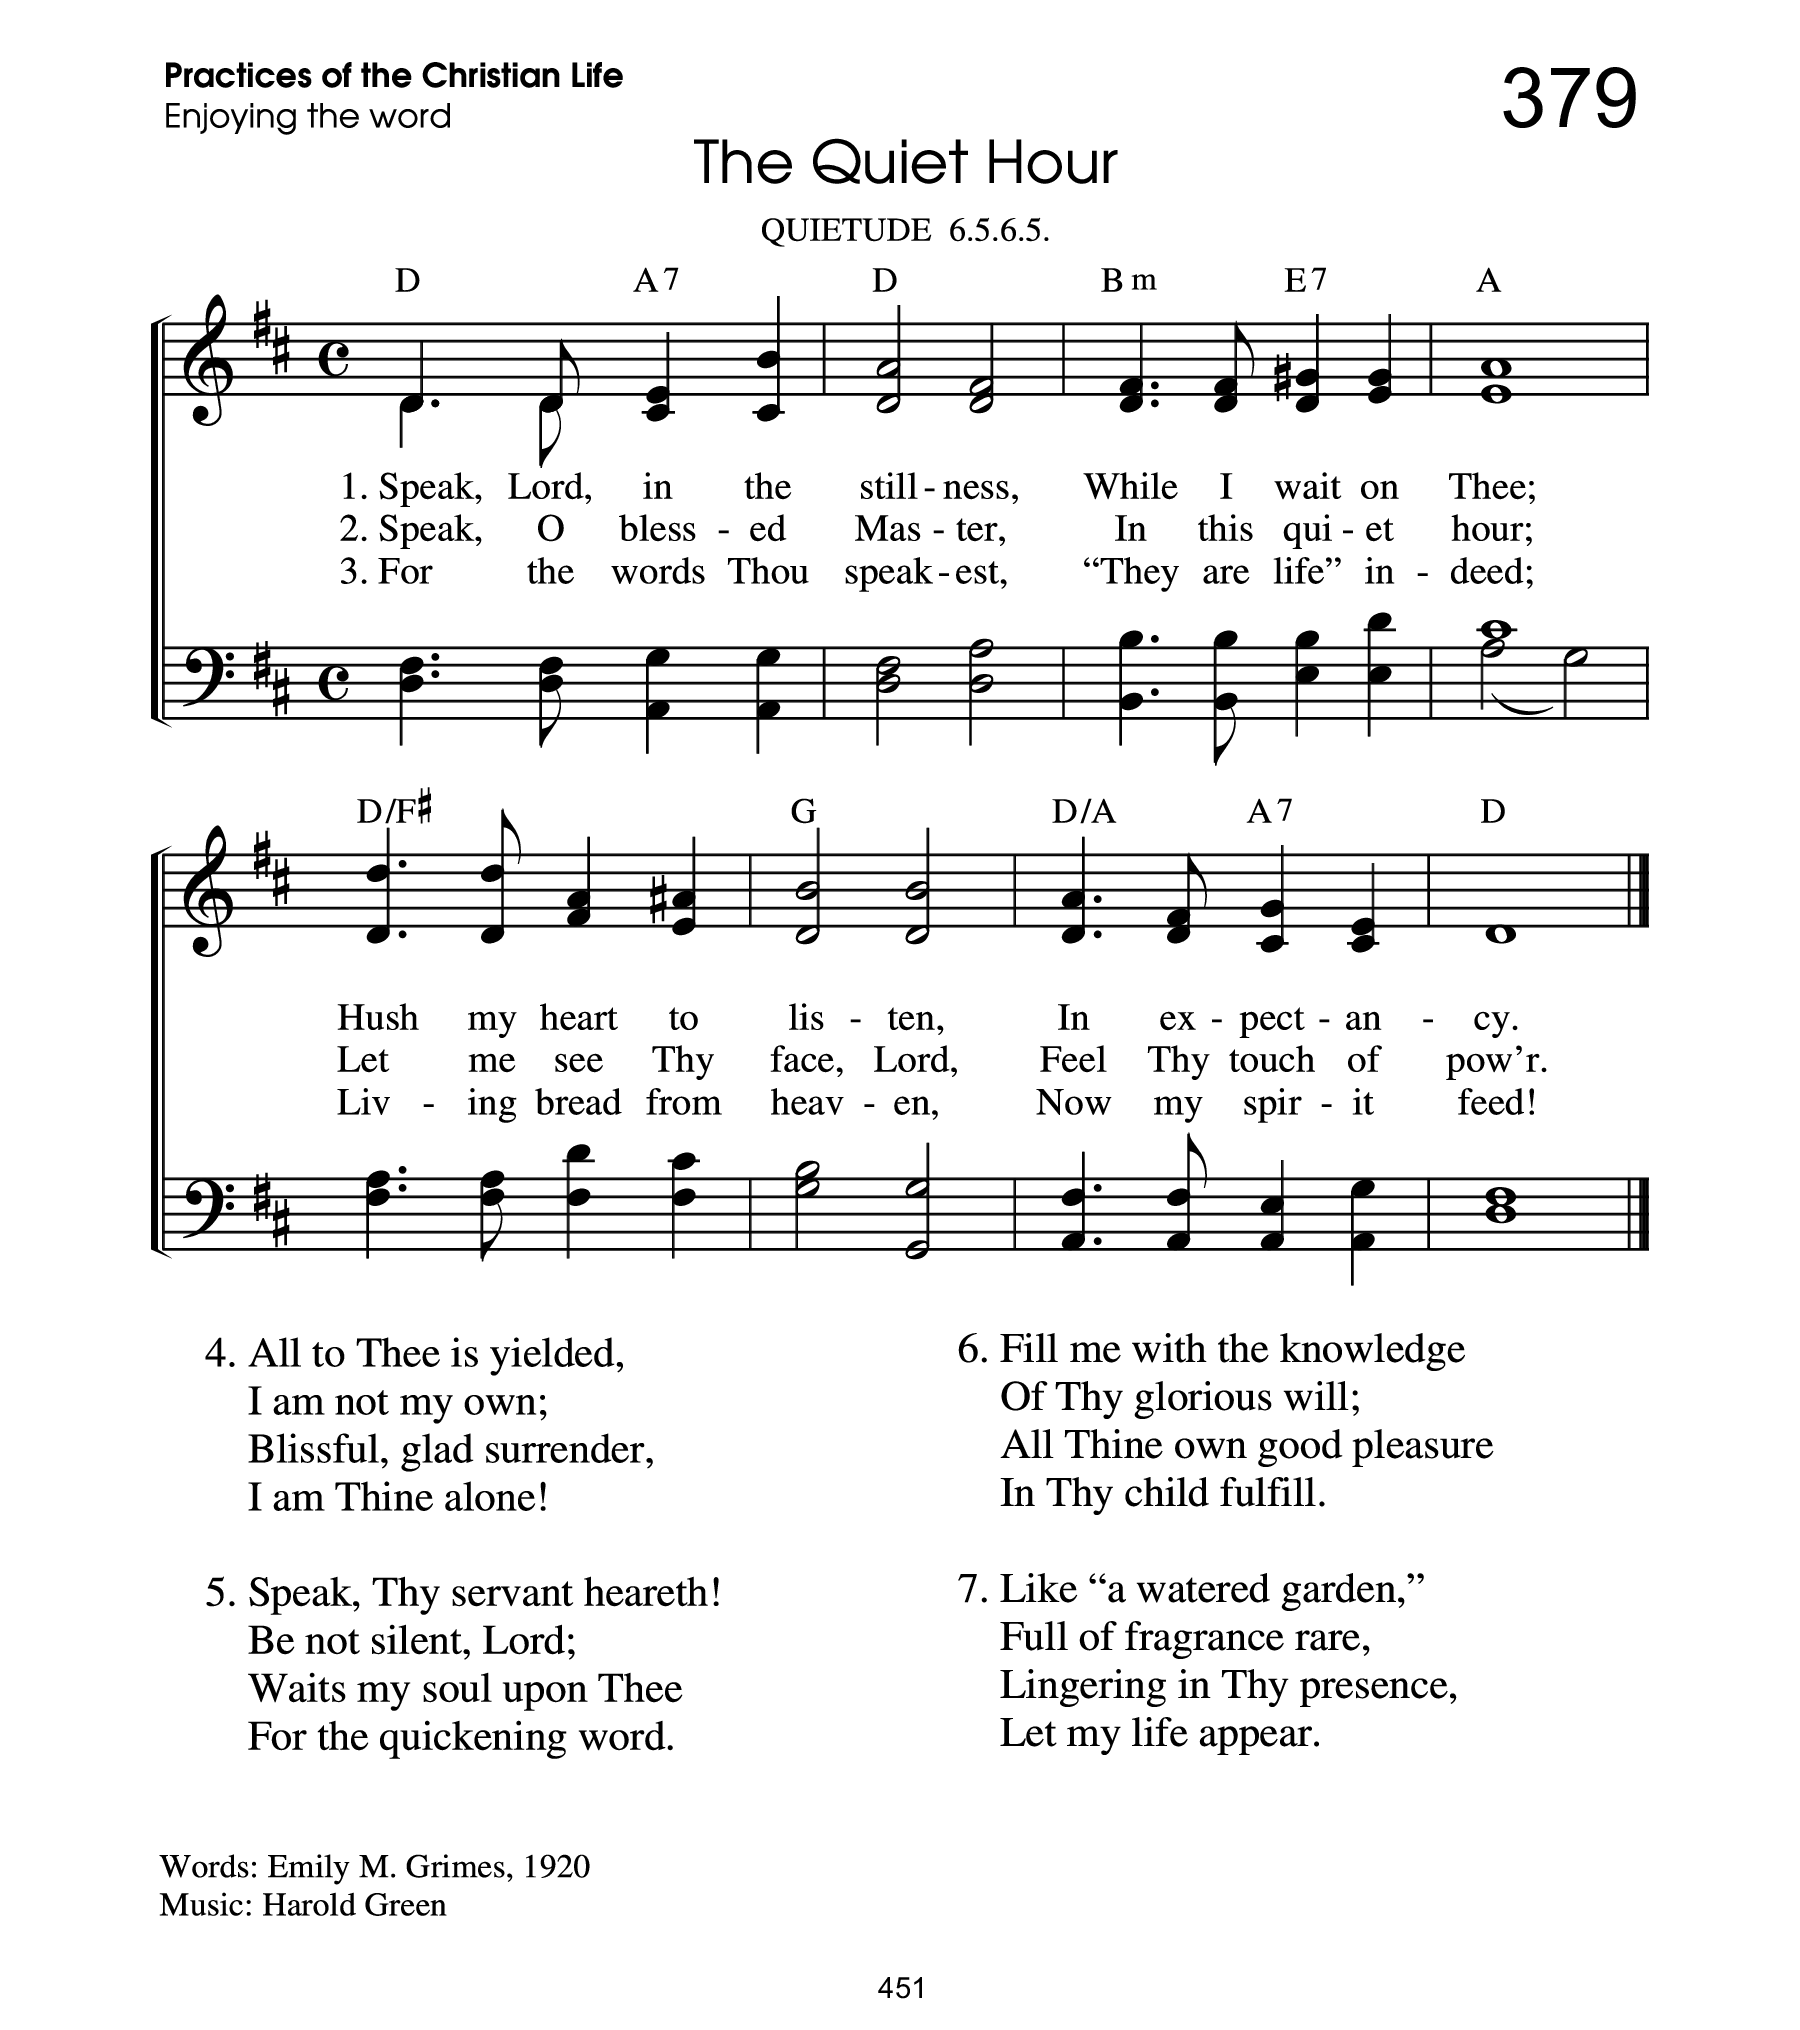 Practices of the Christian Life
Enjoying the word
379
The Quiet Hour
QUIETUDE 6.5.6.5.
D A7 D Bm E7 A
1. Speak, Lord, in the still - ness, While I wait on Thee;
2. Speak, O bless - ed Mas - ter, In this qui - et hour;
3. For the words Thou speak - est, “They are life” in - deed;
D/F♯ G D/A A7 D
Hush my heart to lis - ten, In ex - pect - an - cy.
Let me see Thy face, Lord, Feel Thy touch of pow’r.
Liv - ing bread from heav - en, Now my spir - it feed!
4. All to Thee is yielded,
I am not my own;
Blissful, glad surrender,
I am Thine alone!
5. Speak, Thy servant heareth!
Be not silent, Lord;
Waits my soul upon Thee
For the quickening word.
6. Fill me with the knowledge
Of Thy glorious will;
All Thine own good pleasure
In Thy child fulfill.
7. Like “a watered garden,”
Full of fragrance rare,
Lingering in Thy presence,
Let my life appear.
Words: Emily M. Grimes, 1920
Music: Harold Green
451